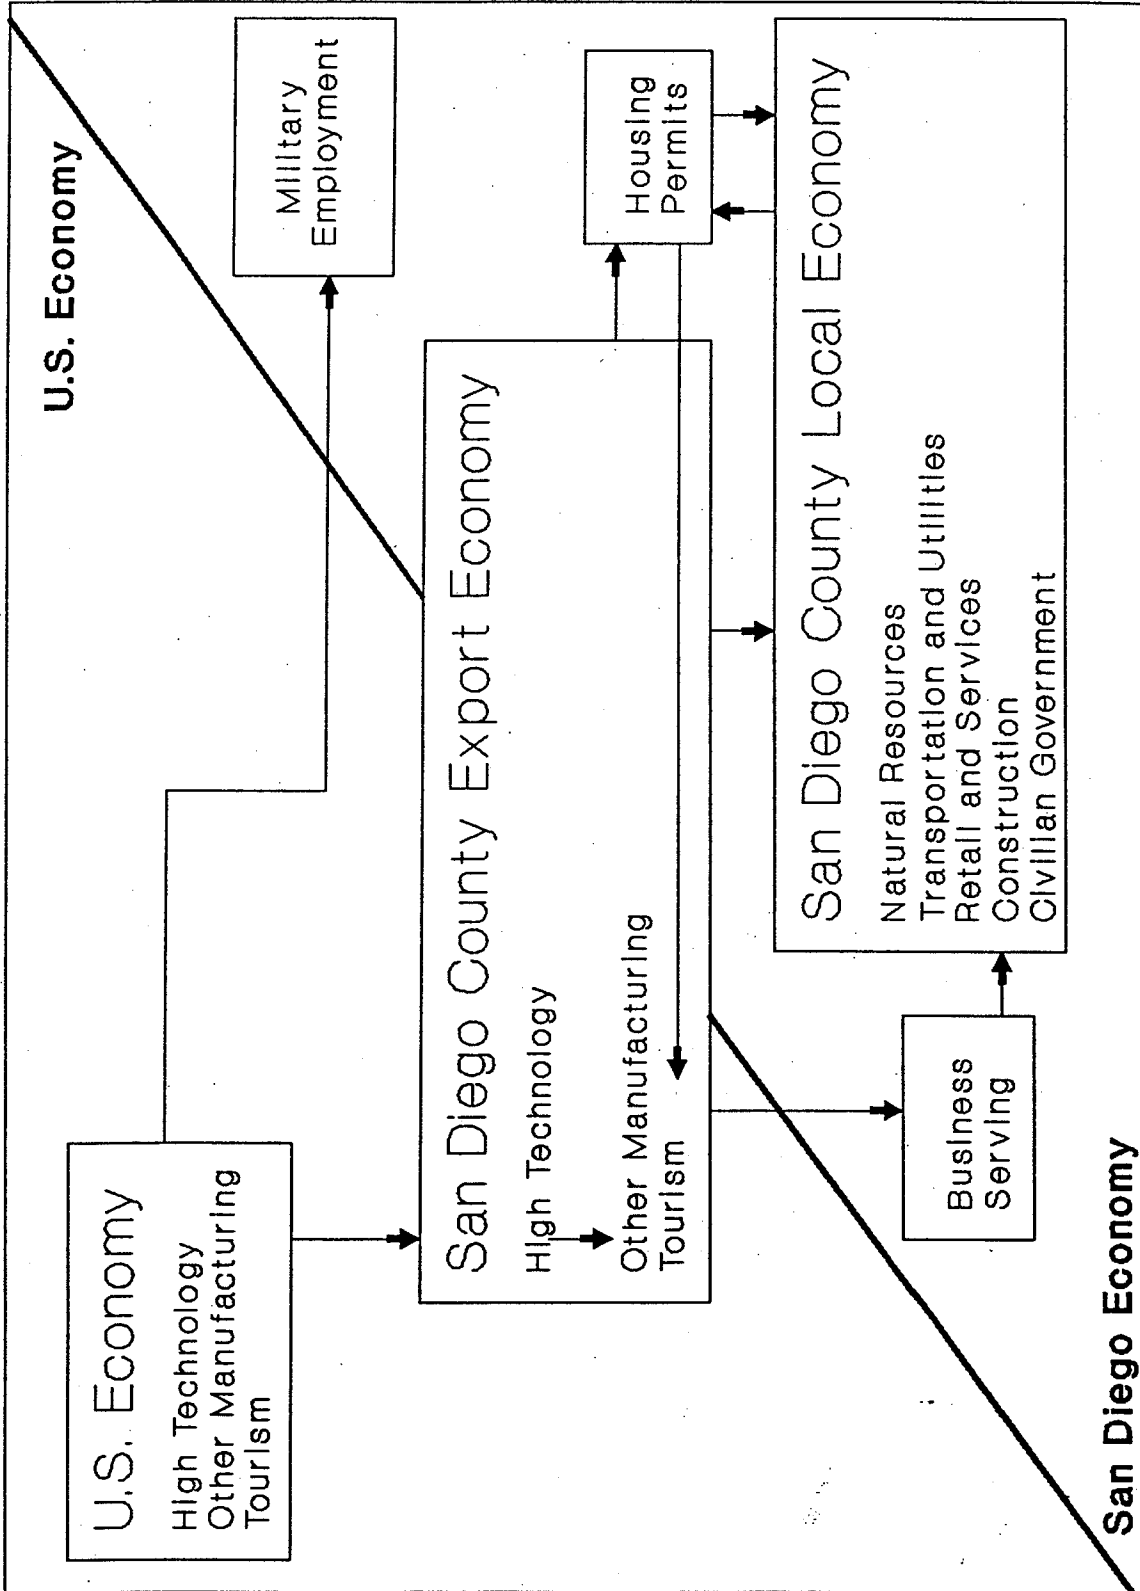 U.S. Economy
U.S. Economy
High Technology
Other Manufacturing
Tourism
Military
Employment
San Diego County Export Economy
High Technology
Other Manufacturing
Tourism
Housing
Permits
San Diego County Local Economy
Natural Resources
Transportation and Utilities
Retail and Services
Construction
Civilian Government
Business
Serving
San Diego Economy